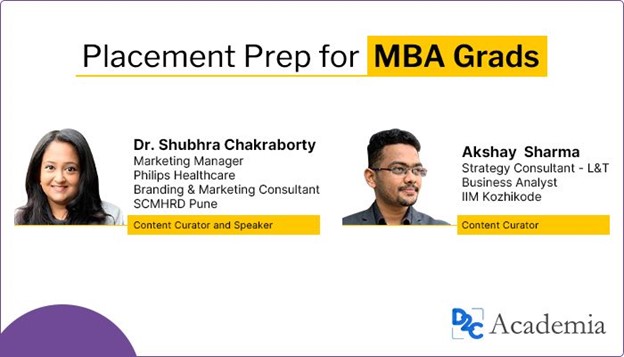 Placement Prep for MBA Grads
Dr. Shubhra Chakraborty
Marketing Manager
Philips Healthcare
Branding & Marketing Consultant
SCMHRD Pune
Content Curator and Speaker
Akshay Sharma
Strategy Consultant - L&T
Business Analyst
IIM Kozhikode
Content Curator
D2C Academia